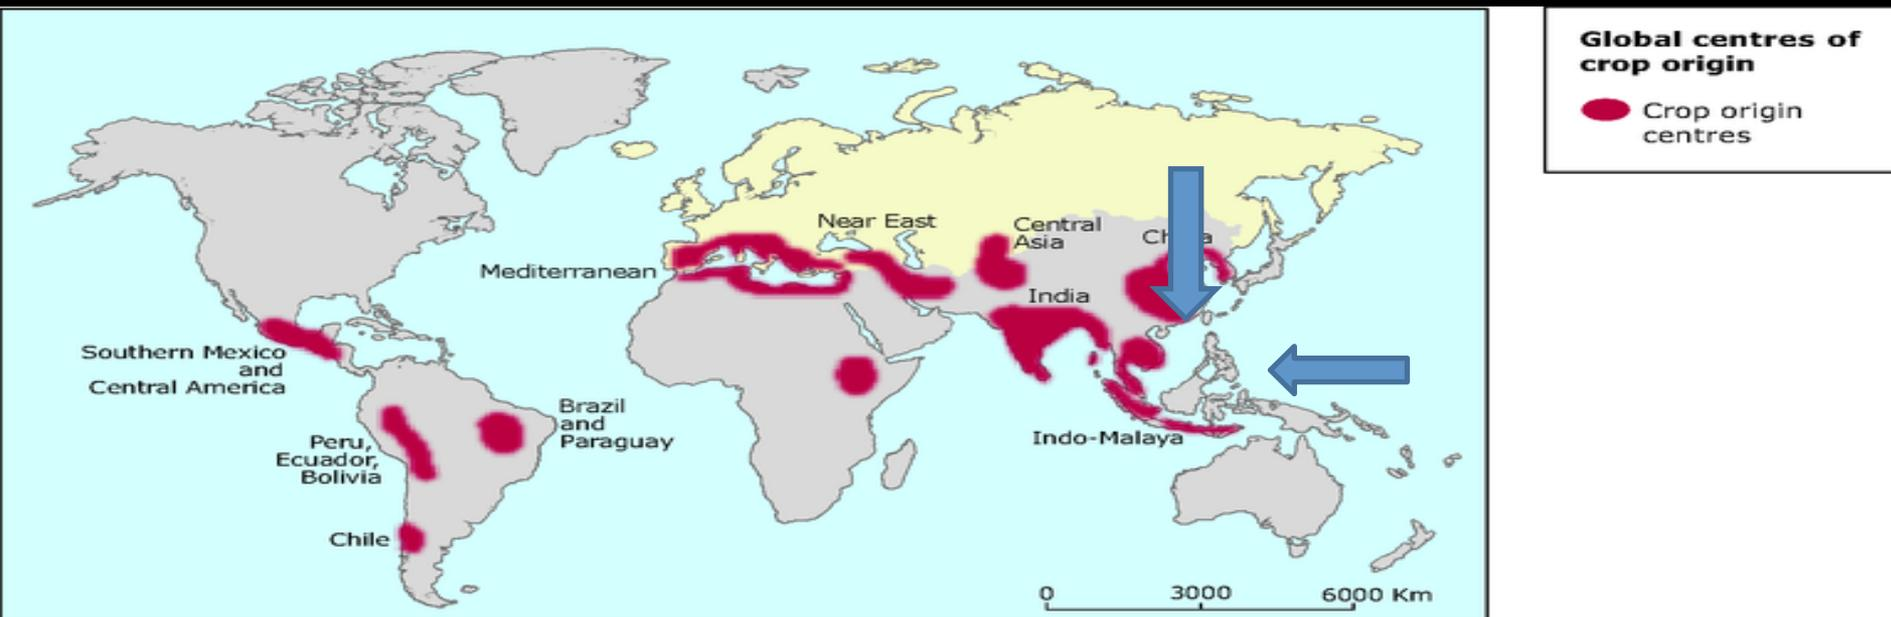 Global centres of
crop origin
Crop origin
centres
Near East
Central
Asia
Mediterranean
India
Southern Mexico
and
Central America
Brazil
and
Paraguay
Peru,
Ecuador,
Bolivia
Indo-Malaya
Chile
0 3000 6000 Km